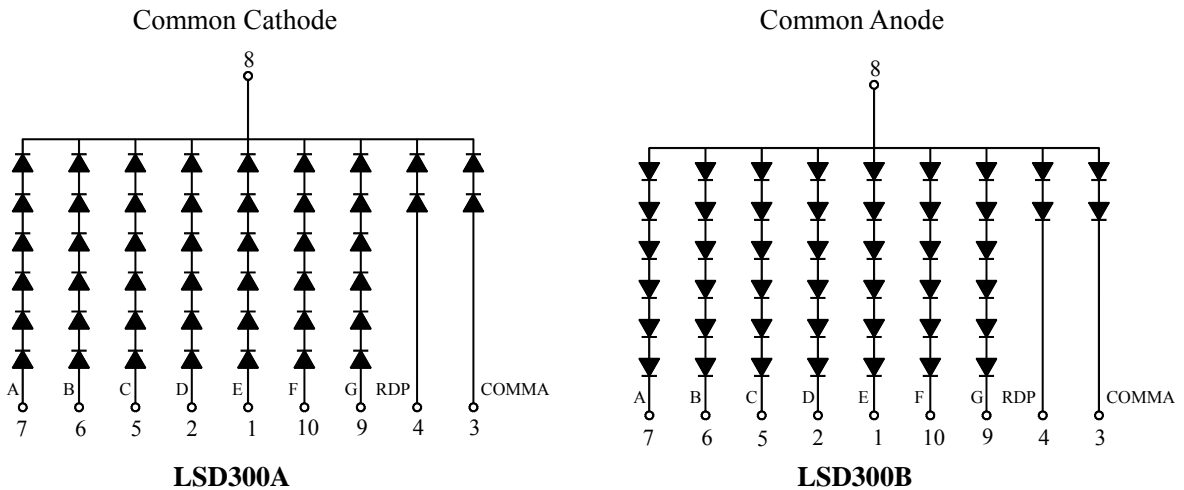 Common Cathode
Common Anode
8
8
A B C D E F G RDP COMMA
7 6 5 2 1 10 9 4 3
A B C D E F G RDP COMMA
7 6 5 2 1 10 9 4 3
LSD300A
LSD300B